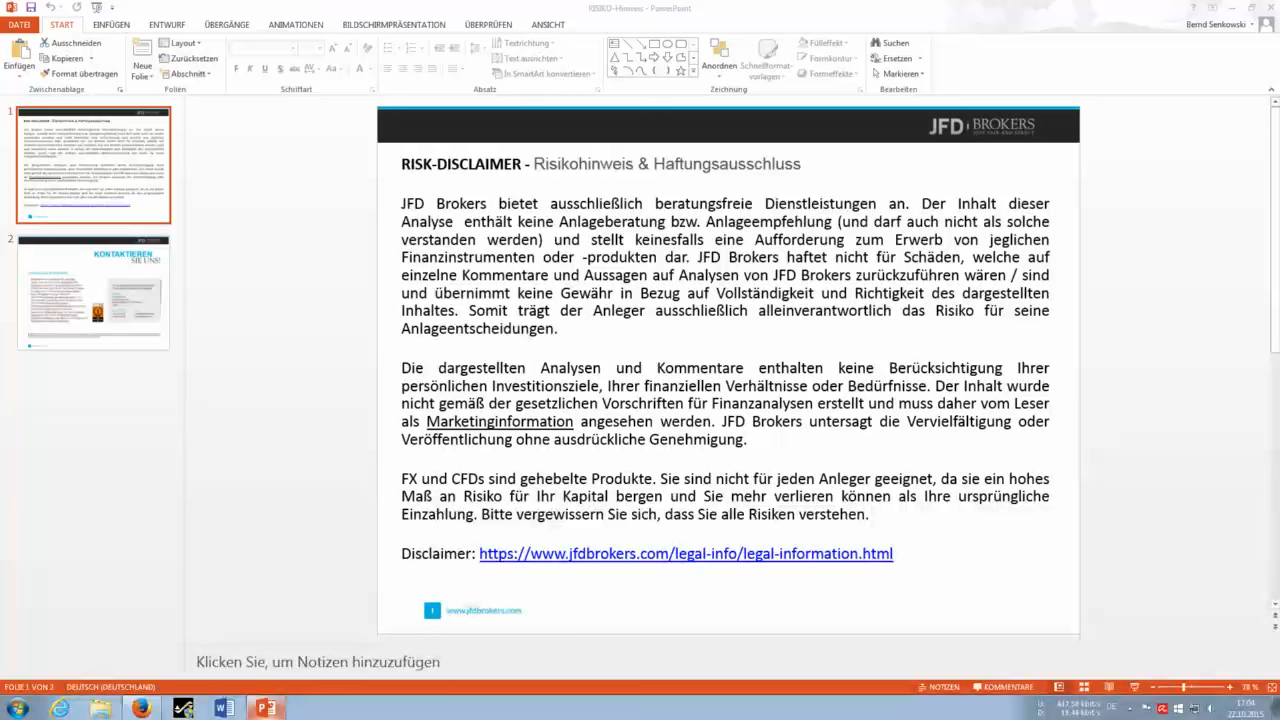 RISIKO-Hinweis - PowerPoint
DATEI START EINFÜGEN ENTWURF ÜBERGÄNGE ANIMATIONEN BILDSCHIRMPRÄSENTATION ÜBERPRÜFEN ANSICHT Bernd Senkowski
Einfügen Ausschneiden Kopieren Format übertragen Zwischenablage
Neue Folie Layout Zurücksetzen Abschnitt Folien
F K U S abc AV Aa A Schriftart
Textrichtung Text ausrichten In SmartArt konvertieren Absatz
Anordnen Schnellformat-vorlagen Fülleffekt Formkontur Formeffekte Zeichnung
Suchen Ersetzen Markieren Bearbeiten
1
2
KONTAKTIEREN
SIE UNS!
JFD BROKERS
JUST FAIR AND DIRECT
RISK-DISCLAIMER - Risikohinweis & Haftungsausschluss
JFD Brokers bietet ausschließlich beratungsfreie Dienstleistungen an. Der Inhalt dieser
Analysen enthält keine Anlageberatung bzw. Anlageempfehlung (und darf auch nicht als solche
verstanden werden) und stellt keinesfalls eine Aufforderung zum Erwerb von jeglichen
Finanzinstrumenten oder -produkten dar. JFD Brokers haftet nicht für Schäden, welche auf
einzelne Kommentare und Aussagen auf Analysen von JFD Brokers zurückzuführen wären / sind
und übernimmt keine Gewähr in Bezug auf Vollständigkeit und Richtigkeit des dargestellten
Inhaltes. Somit trägt der Anleger ausschließlich alleinverantwortlich das Risiko für seine
Anlageentscheidungen.
Die dargestellten Analysen und Kommentare enthalten keine Berücksichtigung Ihrer
persönlichen Investitionsziele, Ihrer finanziellen Verhältnisse oder Bedürfnisse. Der Inhalt wurde
nicht gemäß der gesetzlichen Vorschriften für Finanzanalysen erstellt und muss daher vom Leser
als Marketinginformation angesehen werden. JFD Brokers untersagt die Vervielfältigung oder
Veröffentlichung ohne ausdrückliche Genehmigung.
FX und CFDs sind gehebelte Produkte. Sie sind nicht für jeden Anleger geeignet, da sie ein hohes
Maß an Risiko für Ihr Kapital bergen und Sie mehr verlieren können als Ihre ursprüngliche
Einzahlung. Bitte vergewissern Sie sich, dass Sie alle Risiken verstehen.
Disclaimer: https://www.jfdbrokers.com/legal-info/legal-information.html
www.jfdbrokers.com
Klicken Sie, um Notizen hinzuzufügen
FOLIE 1 VON 2 DEUTSCH (DEUTSCHLAND) NOTIZEN KOMMENTARE 78 %
DE 17:04
22.10.2015